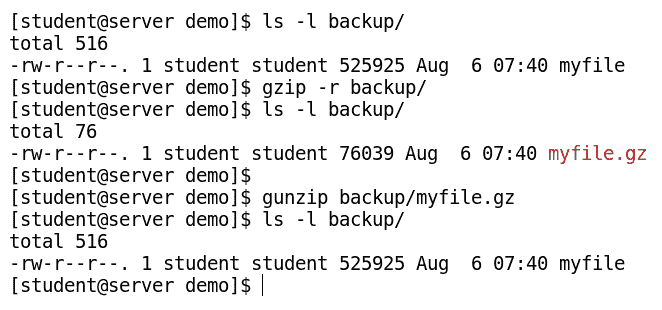 [student@server demo]$ ls -l backup/
total 516
-rw-r--r--. 1 student student 525925 Aug  6 07:40 myfile
[student@server demo]$ gzip -r backup/
[student@server demo]$ ls -l backup/
total 76
-rw-r--r--. 1 student student 76039 Aug  6 07:40 myfile.gz
[student@server demo]$
[student@server demo]$ gunzip backup/myfile.gz
[student@server demo]$ ls -l backup/
total 516
-rw-r--r--. 1 student student 525925 Aug  6 07:40 myfile
[student@server demo]$